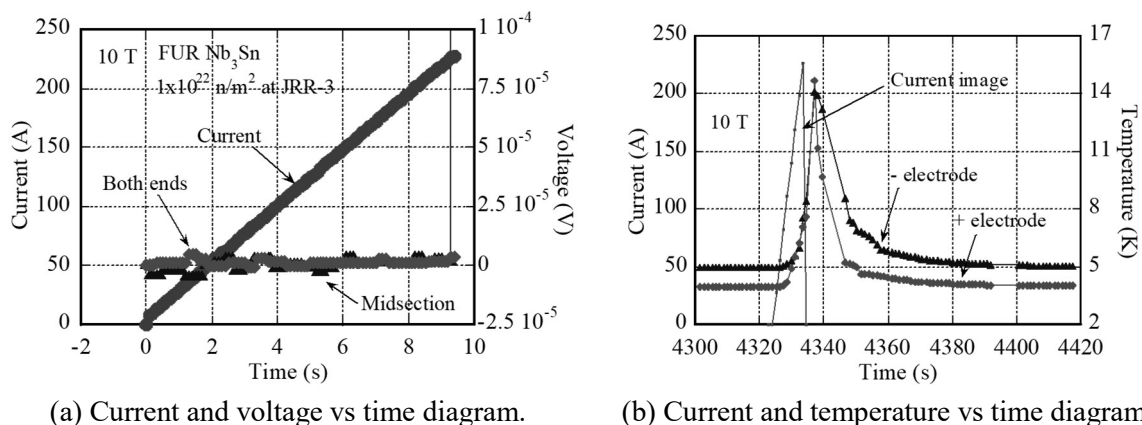 250
200
150
100
50
0
Current (A)
10 T
FUR Nb₃Sn
1x10²² n/m² at JRR-3
Current
Both ends
Midsection
1 10⁻⁴
7.5 10⁻⁵
5 10⁻⁵
2.5 10⁻⁵
0
-2.5 10⁻⁵
Voltage (V)
-2 0 2 4 6 8 10
Time (s)
(a) Current and voltage vs time diagram.
250
200
150
100
50
0
Current (A)
10 T
Current image
- electrode
+ electrode
17
14
11
8
5
2
Temperature (K)
4300 4320 4340 4360 4380 4400 4420
Time (s)
(b) Current and temperature vs time diagram